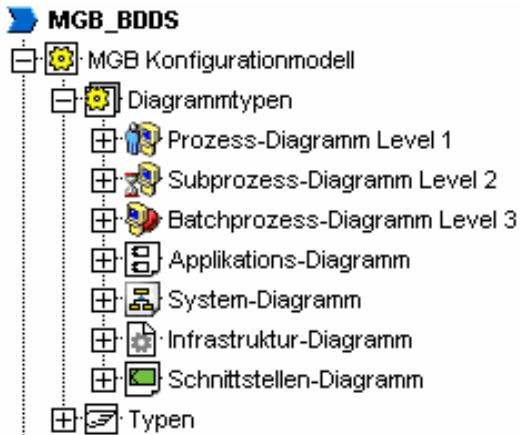 MGB_BDDS
MGB Konfigurationmodell
Diagrammtypen
Prozess-Diagramm Level 1
Subprozess-Diagramm Level 2
Batchprozess-Diagramm Level 3
Applikations-Diagramm
System-Diagramm
Infrastruktur-Diagramm
Schnittstellen-Diagramm
Typen